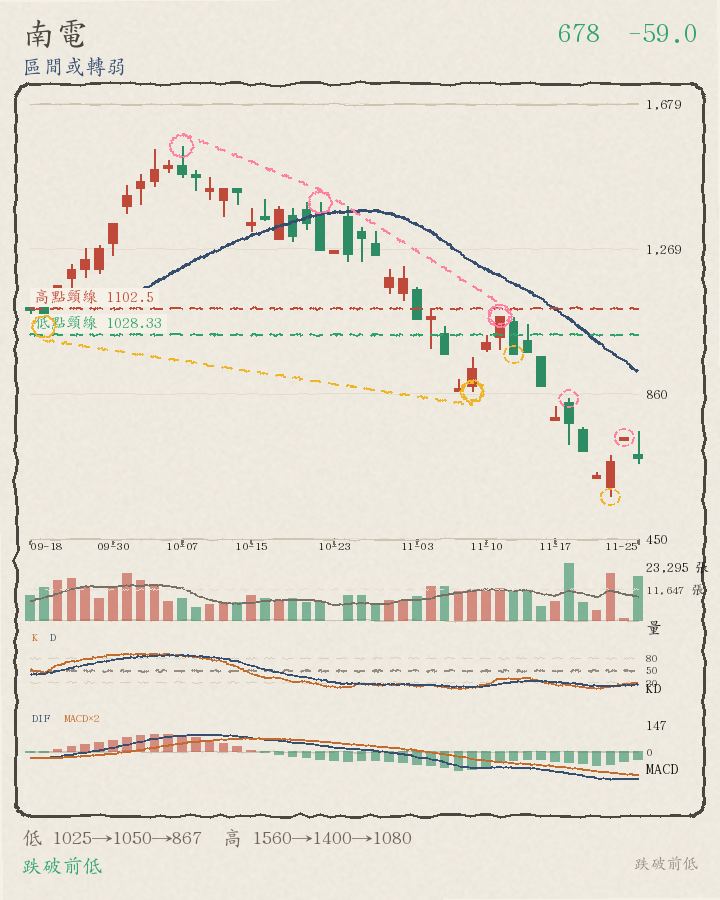 南電
678 -59.0
區間或轉弱
1,679
1,269
高點頸線 1102.5
低點頸線 1028.33
860
450
09-18 09-30 10-07 10-15 10-23 11-03 11-10 11-17 11-25
23,295 張
11,647 張
量
K D
80
50
20
KD
DIF MACD×2
147
0
MACD
低 1025→1050→867 高 1560→1400→1080
跌破前低
跌破前低